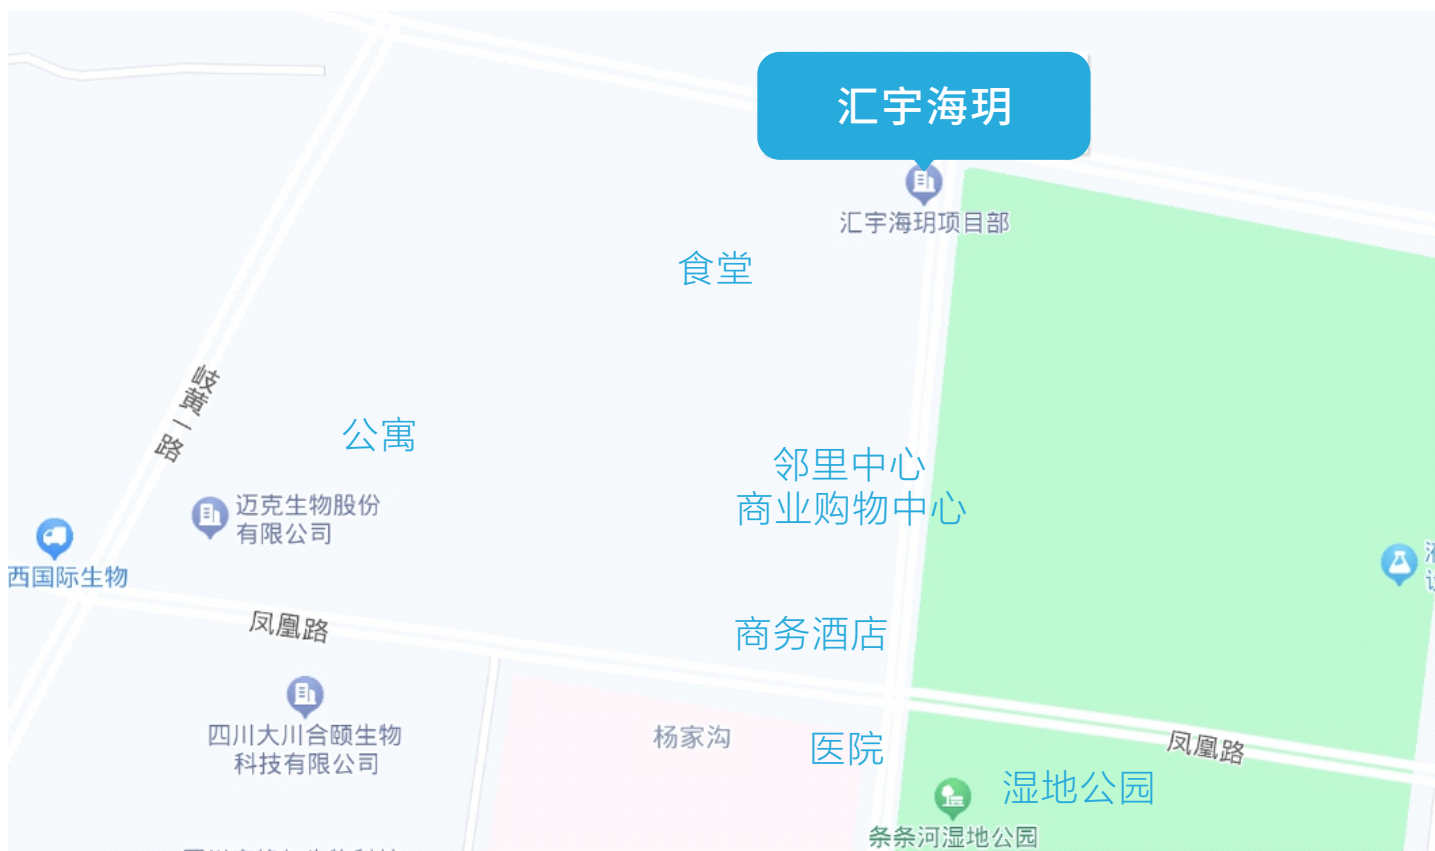 汇宇海玥
汇宇海玥项目部
食堂
岐黄一路
公寓
邻里中心
商业购物中心
迈克生物股份
有限公司
西国际生物
凤凰路
商务酒店
四川大川合颐生物
科技有限公司
杨家沟
医院
凤凰路
湿地公园
条条河湿地公园